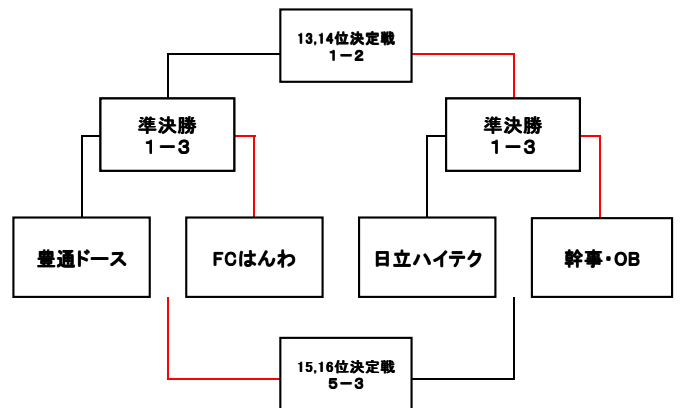 13,14位決定戦
1－2
準決勝
1－3
準決勝
1－3
豊通ドース
FCはんわ
日立ハイテク
幹事・OB
15,16位決定戦
5－3